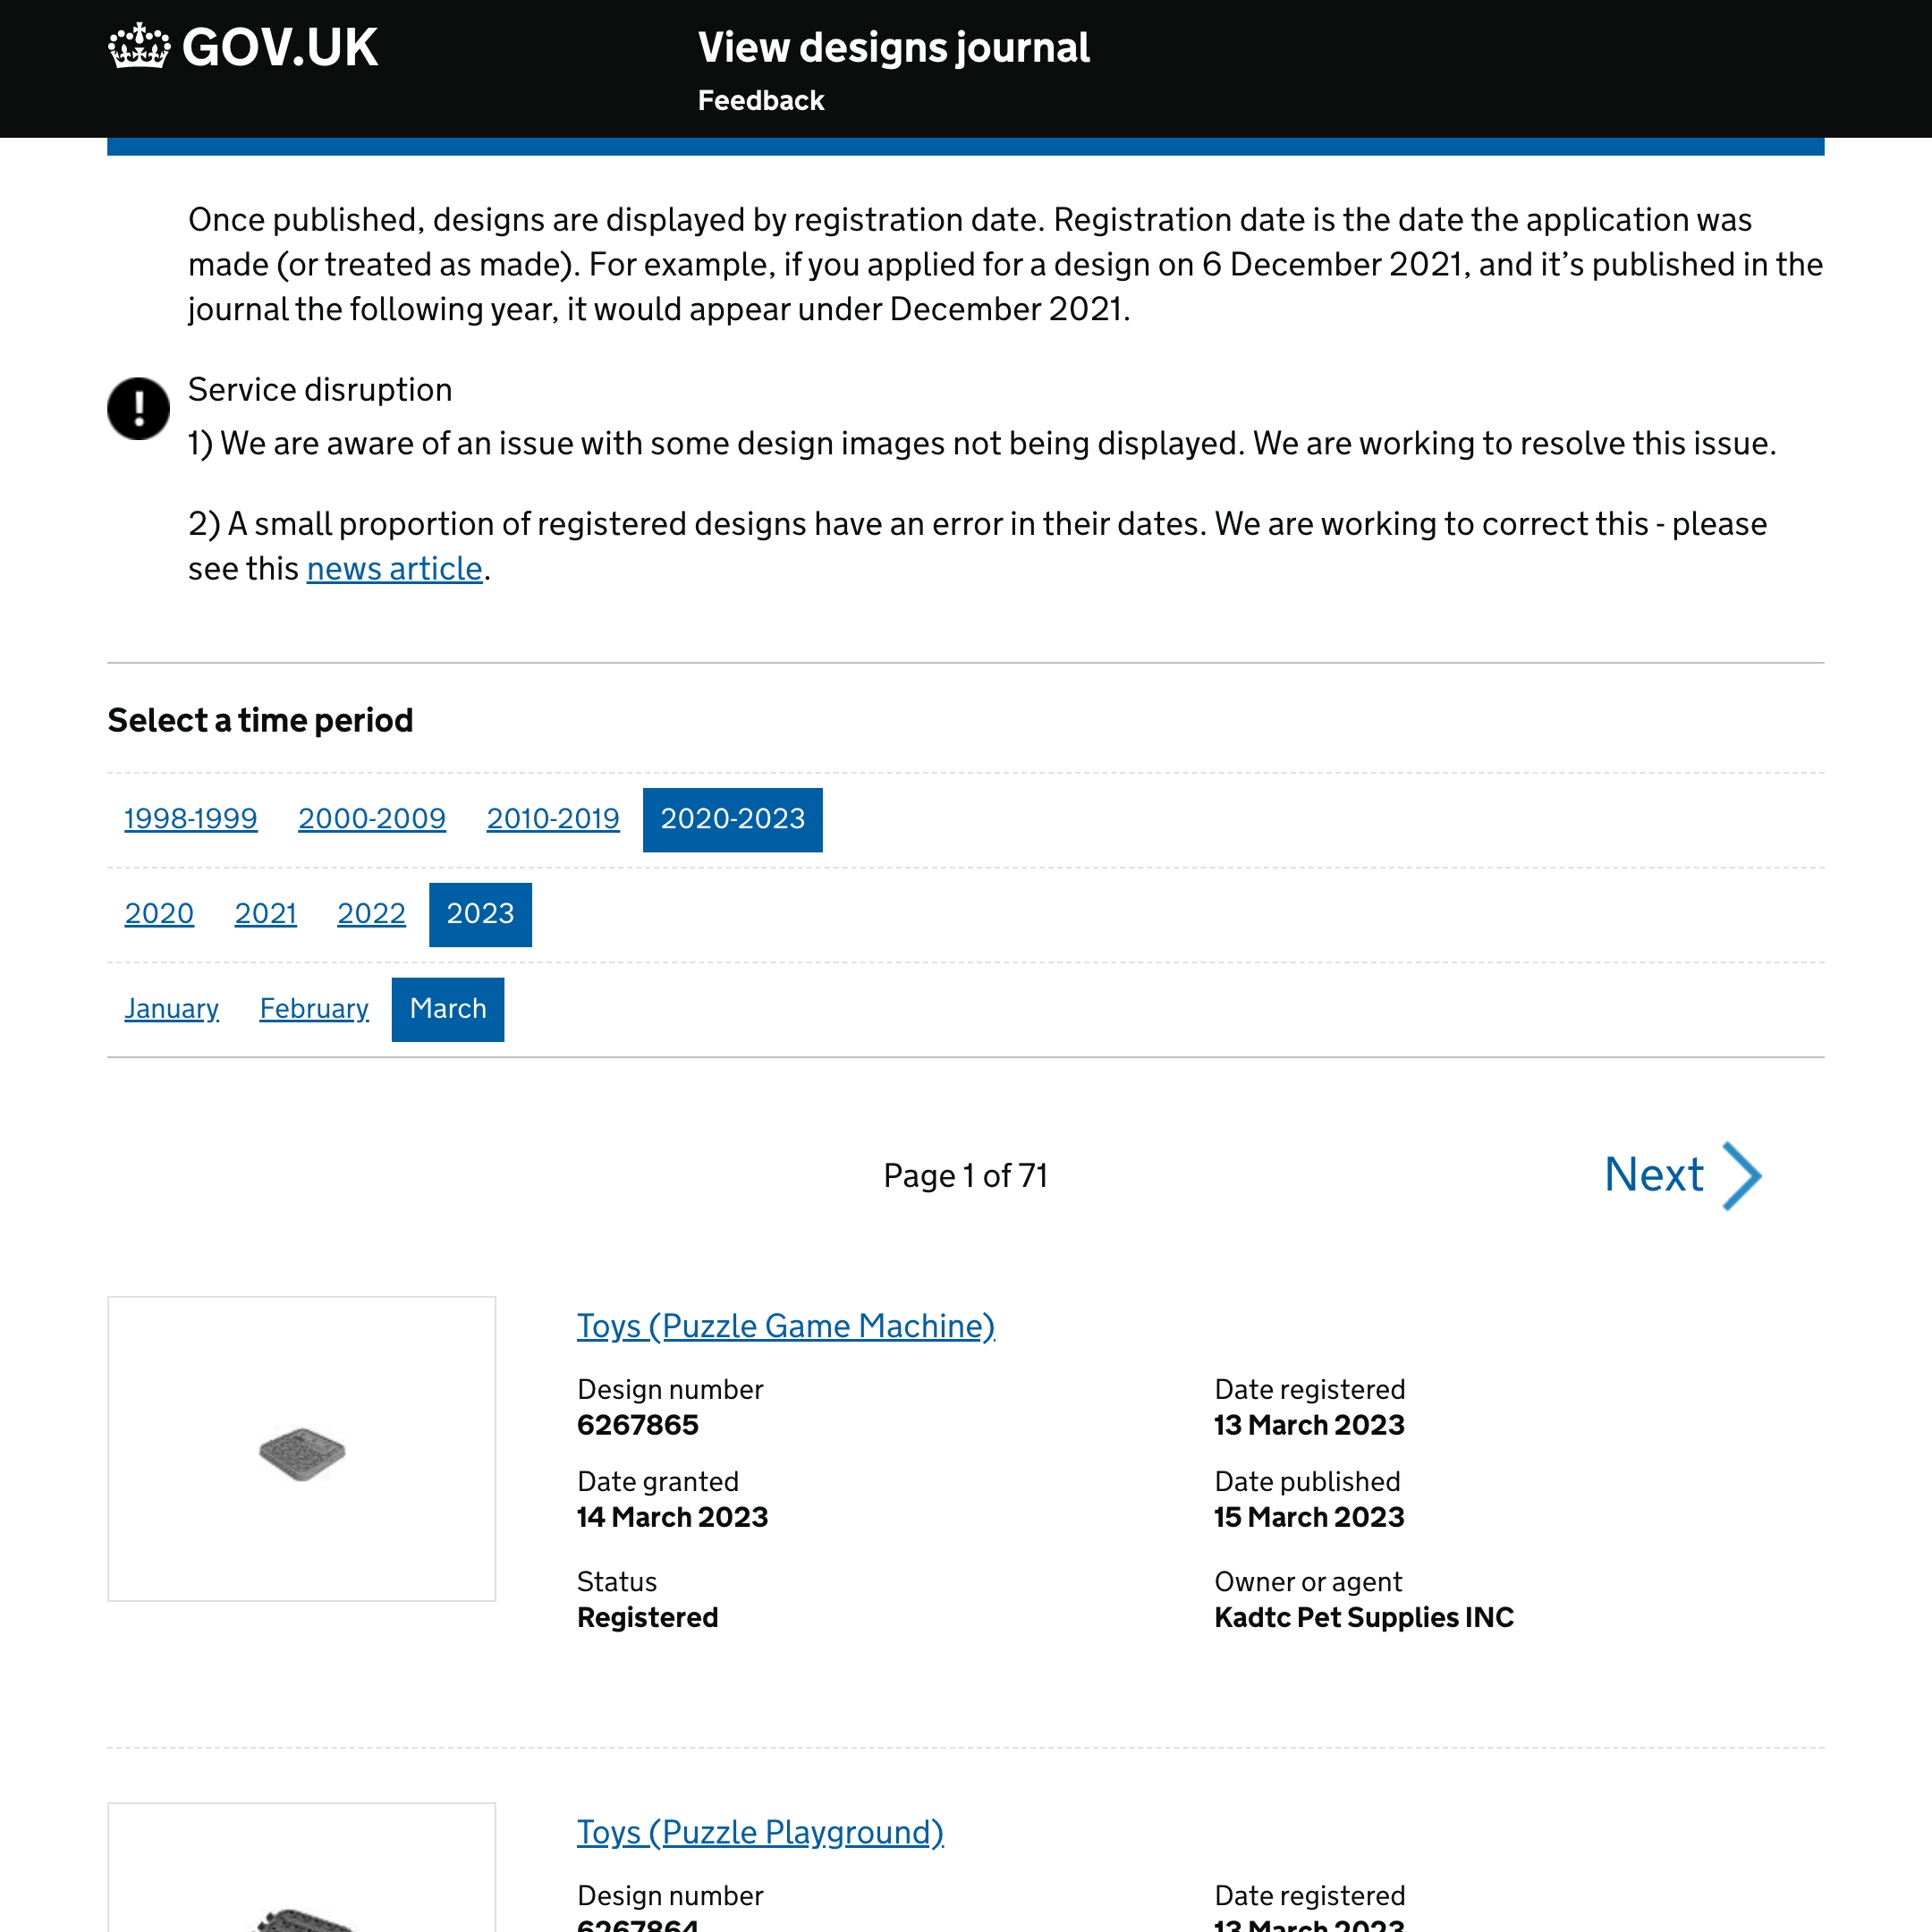 GOV.UK
View designs journal
Feedback
Once published, designs are displayed by registration date. Registration date is the date the application was
made (or treated as made). For example, if you applied for a design on 6 December 2021, and it’s published in the
journal the following year, it would appear under December 2021.
Service disruption
1) We are aware of an issue with some design images not being displayed. We are working to resolve this issue.
2) A small proportion of registered designs have an error in their dates. We are working to correct this - please
see this news article.
Select a time period
1998-1999 2000-2009 2010-2019 2020-2023
2020 2021 2022 2023
January February March
Page 1 of 71
Next
Toys (Puzzle Game Machine)
Design number Date registered
6267865 13 March 2023
Date granted Date published
14 March 2023 15 March 2023
Status Owner or agent
Registered Kadtc Pet Supplies INC
Toys (Puzzle Playground)
Design number Date registered
6267864 13 March 2023